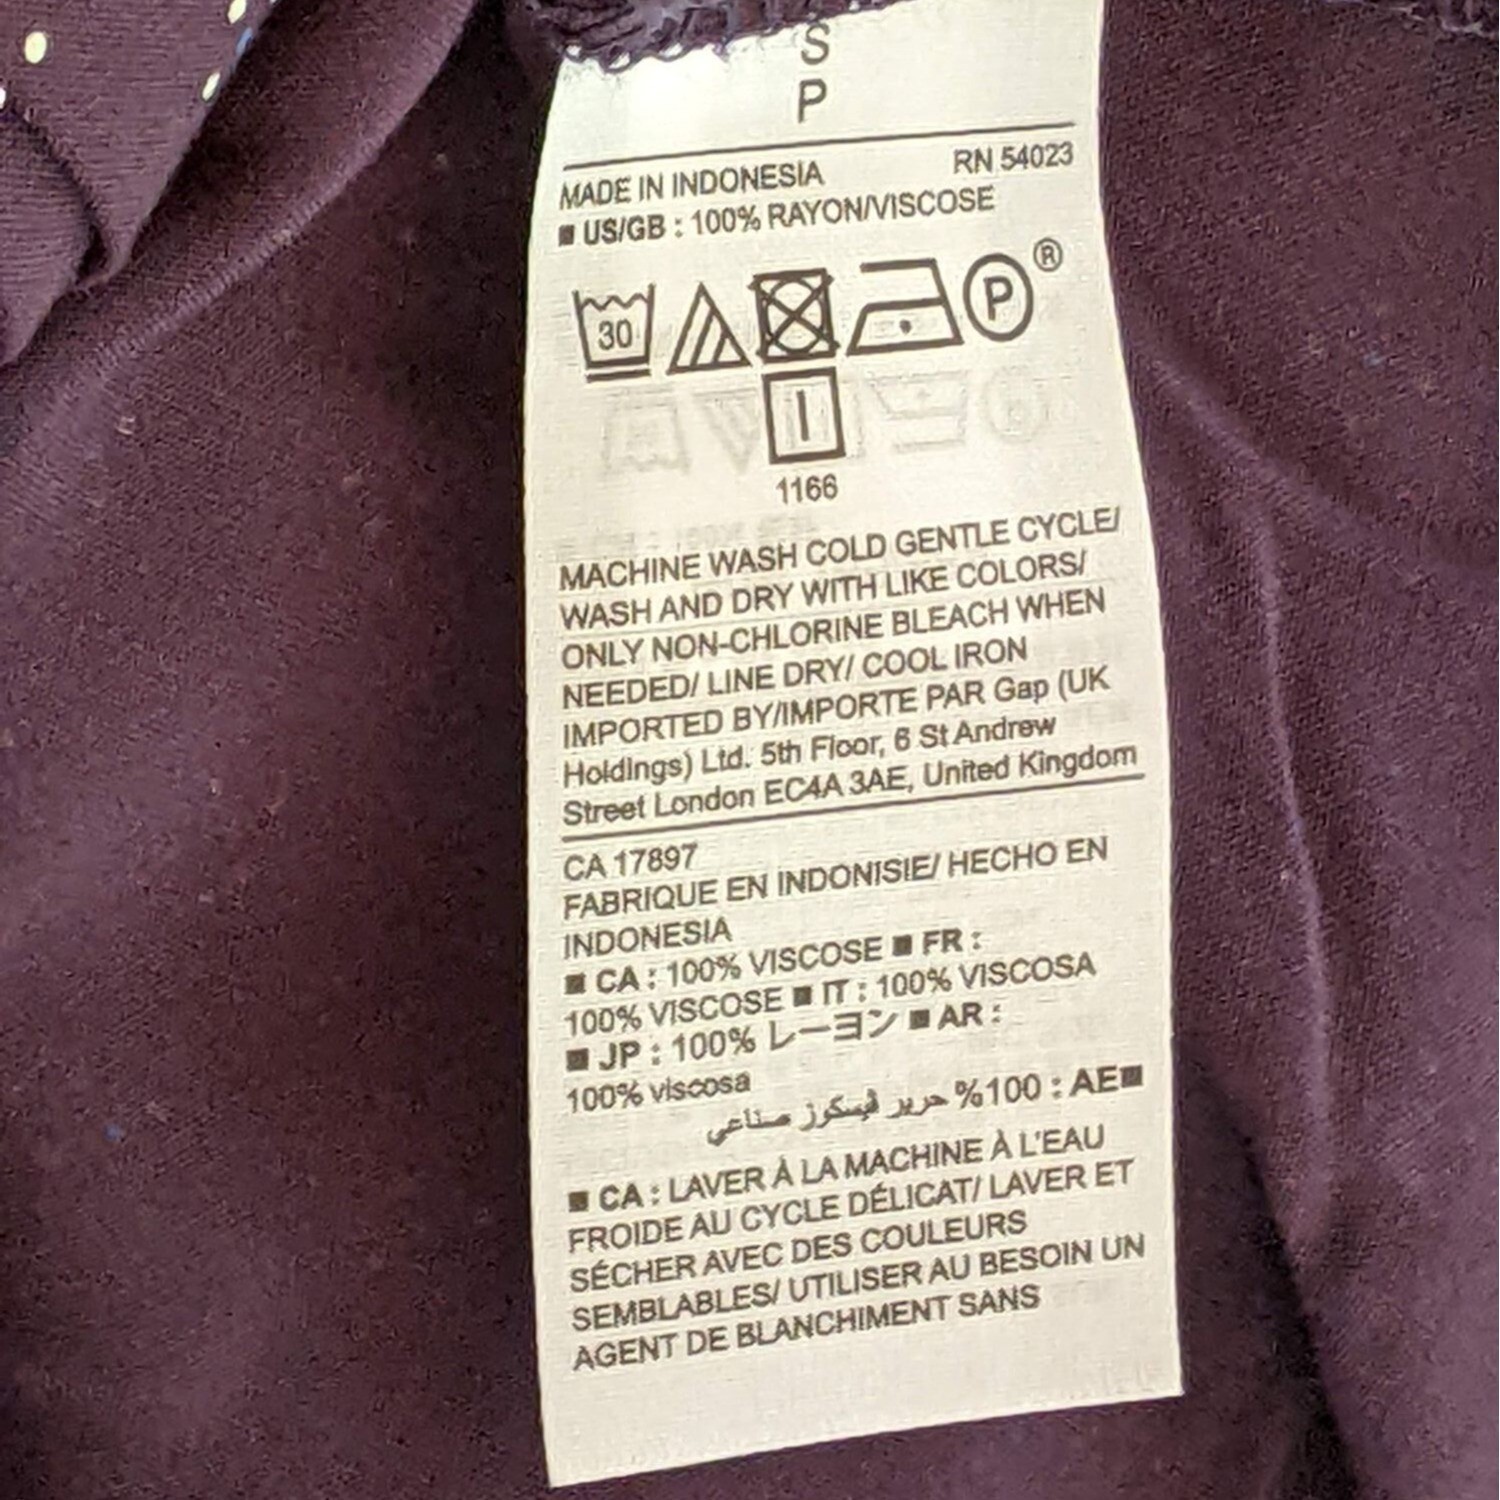 S
P
MADE IN INDONESIA RN 54023
■ US/GB : 100% RAYON/VISCOSE
30 P ®
1166
MACHINE WASH COLD GENTLE CYCLE/
WASH AND DRY WITH LIKE COLORS/
ONLY NON-CHLORINE BLEACH WHEN
NEEDED/ LINE DRY/ COOL IRON
IMPORTED BY/IMPORTE PAR Gap (UK
Holdings) Ltd. 5th Floor, 6 St Andrew
Street London EC4A 3AE, United Kingdom
CA 17897
FABRIQUE EN INDONISIE/ HECHO EN
INDONESIA
■ CA : 100% VISCOSE ■ FR :
100% VISCOSE ■ IT : 100% VISCOSA
■ JP : 100% レーヨン ■ AR :
100% viscosa
■AE : 100% حرير فيسكوز صناعي
■ CA : LAVER À LA MACHINE À L'EAU
FROIDE AU CYCLE DÉLICAT/ LAVER ET
SÉCHER AVEC DES COULEURS
SEMBLABLES/ UTILISER AU BESOIN UN
AGENT DE BLANCHIMENT SANS